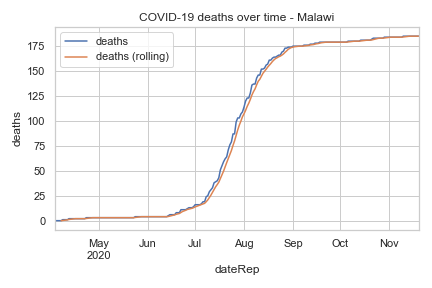 COVID-19 deaths over time - Malawi
deaths
deaths (rolling)
deaths
175
150
125
100
75
50
25
0
May
2020
Jun
Jul
Aug
Sep
Oct
Nov
dateRep